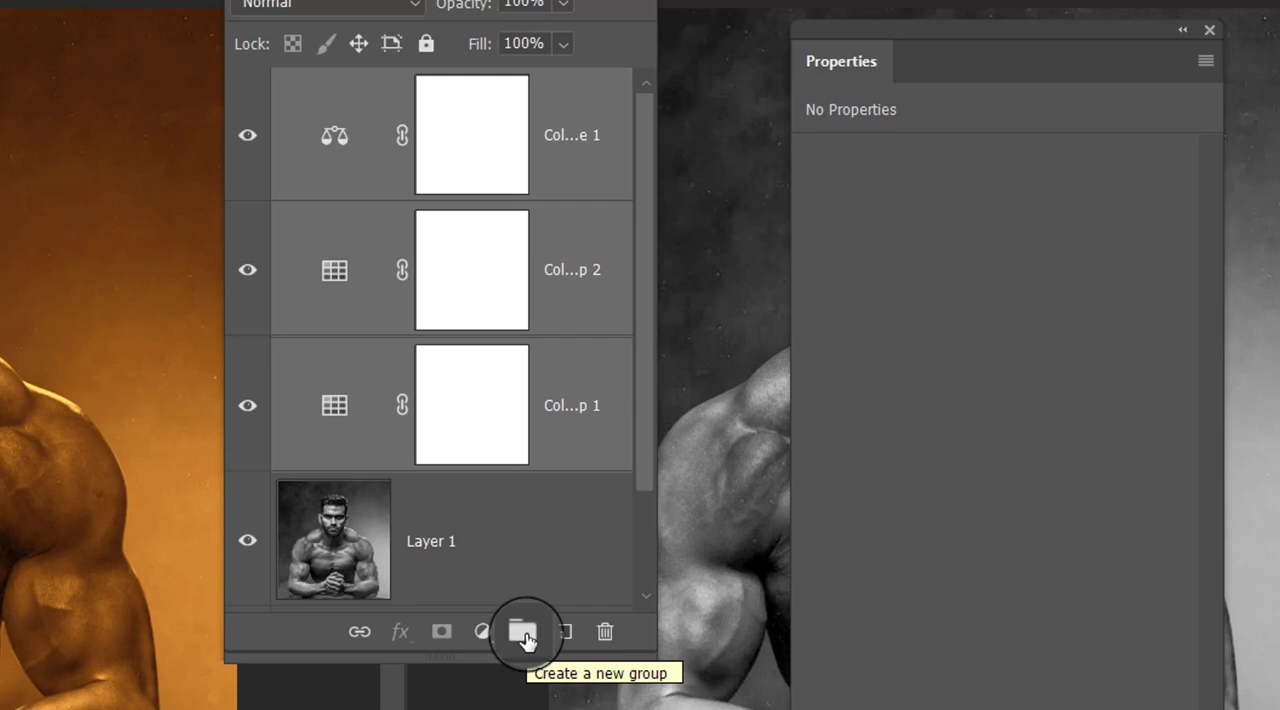 Normal
Opacity: 100%
Lock:
Fill: 100%
Properties
No Properties
Col...e 1
Col...p 2
Col...p 1
Layer 1
fx
Create a new group